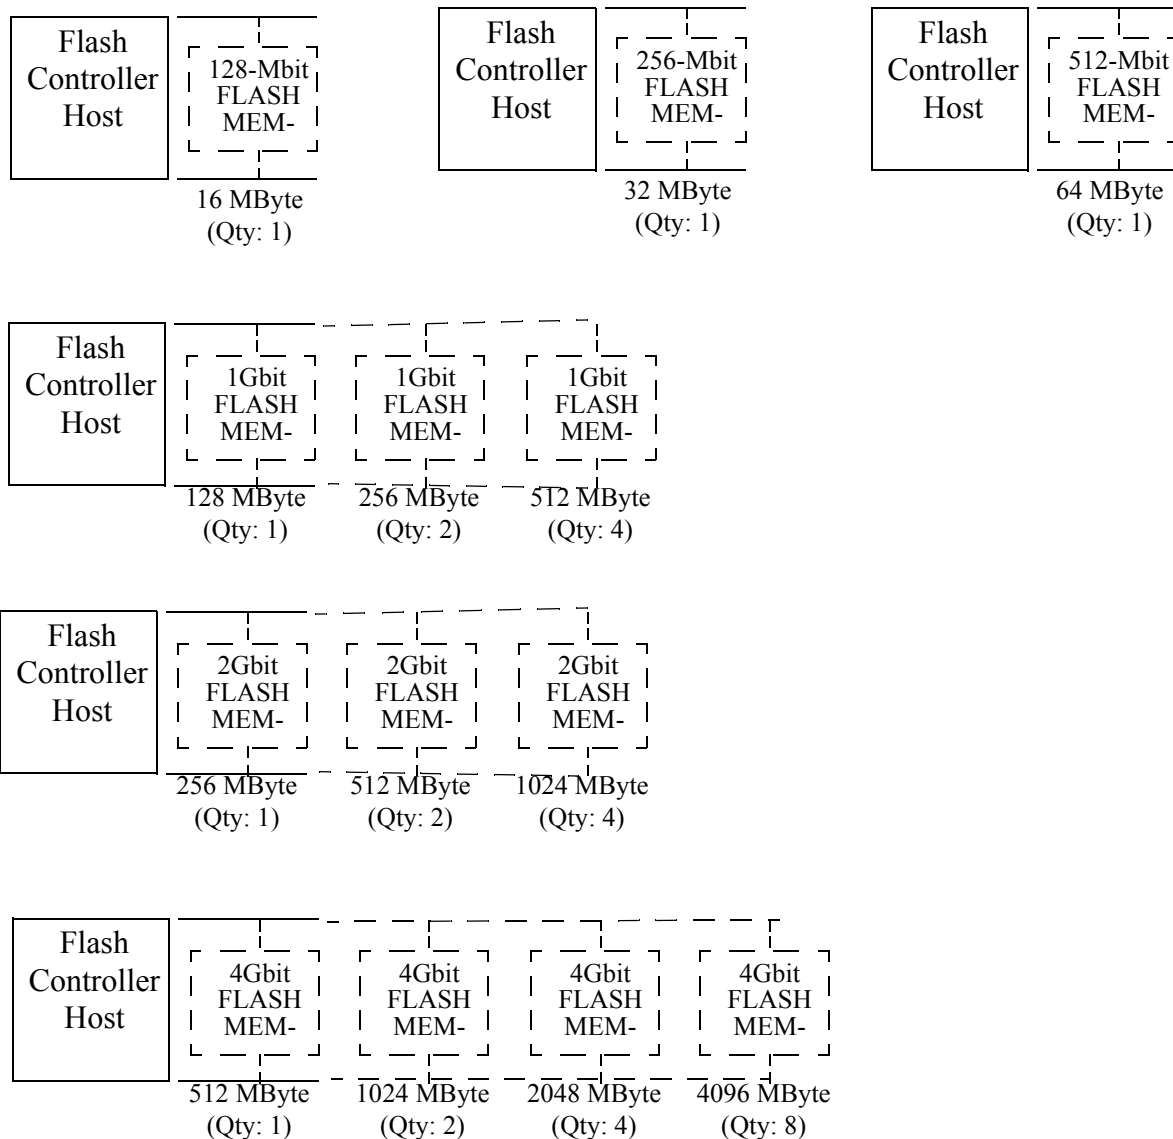 Flash
Controller
Host
128-Mbit
FLASH
MEM-
16 MByte
(Qty: 1)
Flash
Controller
Host
256-Mbit
FLASH
MEM-
32 MByte
(Qty: 1)
Flash
Controller
Host
512-Mbit
FLASH
MEM-
64 MByte
(Qty: 1)
Flash
Controller
Host
1Gbit
FLASH
MEM-
128 MByte
(Qty: 1)
1Gbit
FLASH
MEM-
256 MByte
(Qty: 2)
1Gbit
FLASH
MEM-
512 MByte
(Qty: 4)
Flash
Controller
Host
2Gbit
FLASH
MEM-
256 MByte
(Qty: 1)
2Gbit
FLASH
MEM-
512 MByte
(Qty: 2)
2Gbit
FLASH
MEM-
1024 MByte
(Qty: 4)
Flash
Controller
Host
4Gbit
FLASH
MEM-
512 MByte
(Qty: 1)
4Gbit
FLASH
MEM-
1024 MByte
(Qty: 2)
4Gbit
FLASH
MEM-
2048 MByte
(Qty: 4)
4Gbit
FLASH
MEM-
4096 MByte
(Qty: 8)